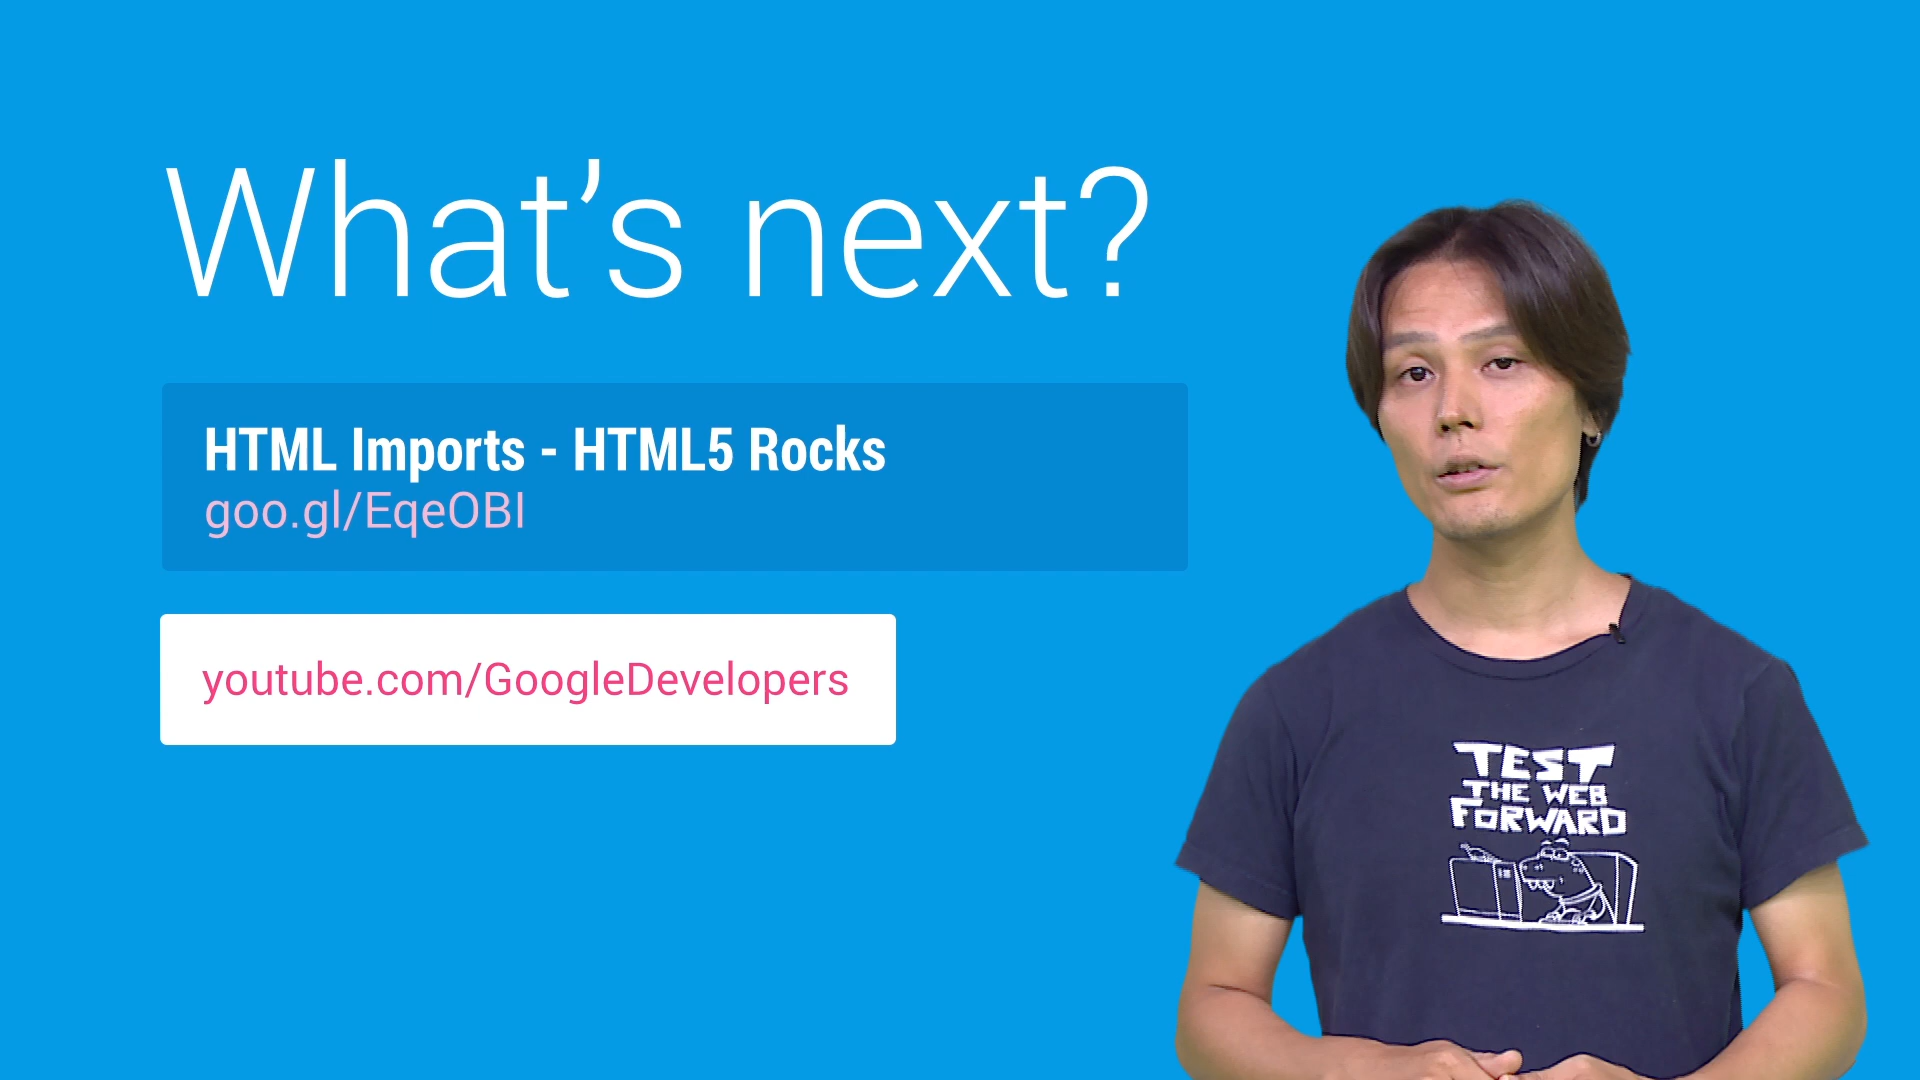 What’s next?
HTML Imports - HTML5 Rocks
goo.gl/EqeOBI
youtube.com/GoogleDevelopers
TEST
THE WEB
FORWARD